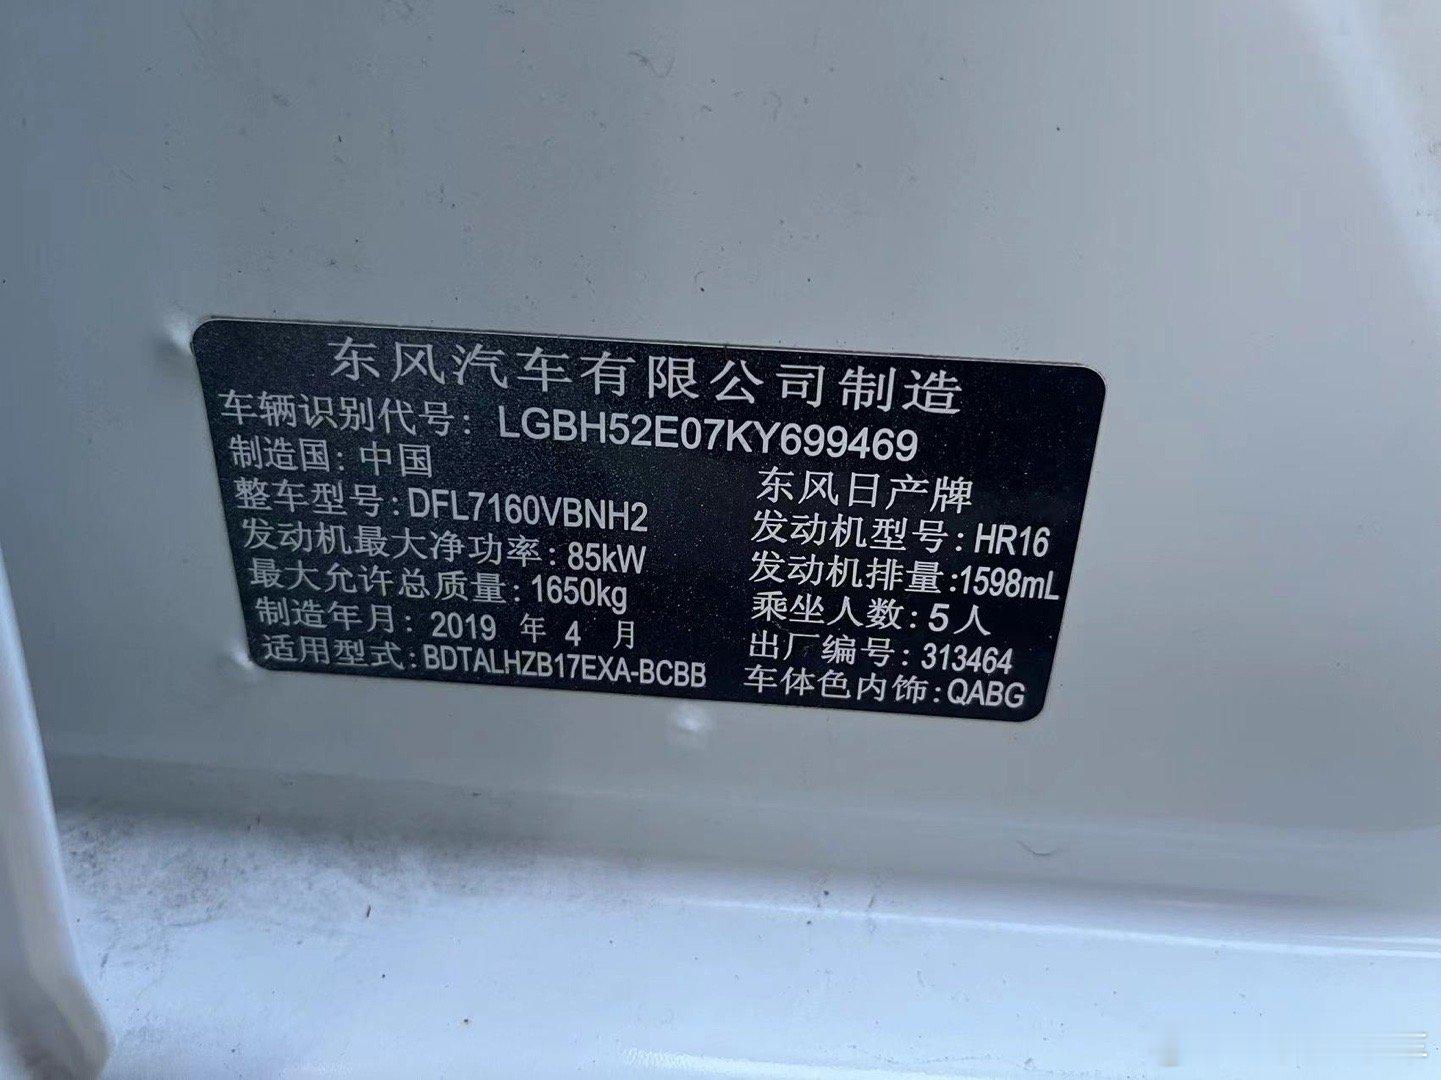 东风汽车有限公司制造
车辆识别代号: LGBH52E07KY699469
制造国: 中国
东风日产牌
整车型号: DFL7160VBNH2
发动机型号: HR16
发动机最大净功率: 85kW
发动机排量: 1598mL
最大允许总质量: 1650kg
乘坐人数: 5人
制造年月: 2019 年 4 月
出厂编号: 313464
适用型式: BDTALHZB17EXA-BCBB
车体色内饰: QABG